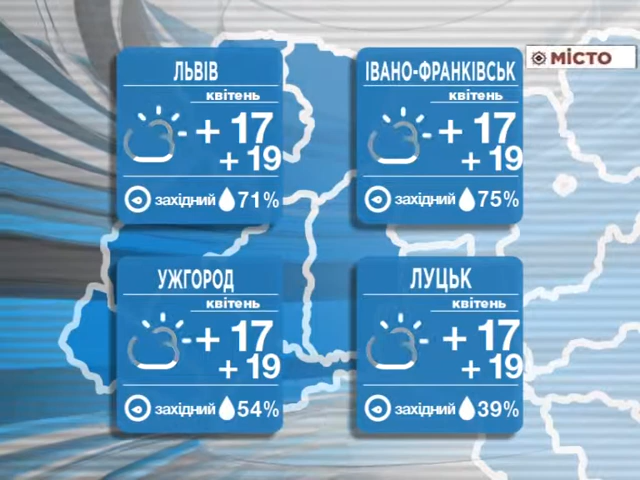 МІСТО
ЛЬВІВ
квітень
+ 17
+ 19
західний 71%
ІВАНО-ФРАНКІВСЬК
квітень
+ 17
+ 19
західний 75%
УЖГОРОД
квітень
+ 17
+ 19
західний 54%
ЛУЦЬК
квітень
+ 17
+ 19
західний 39%